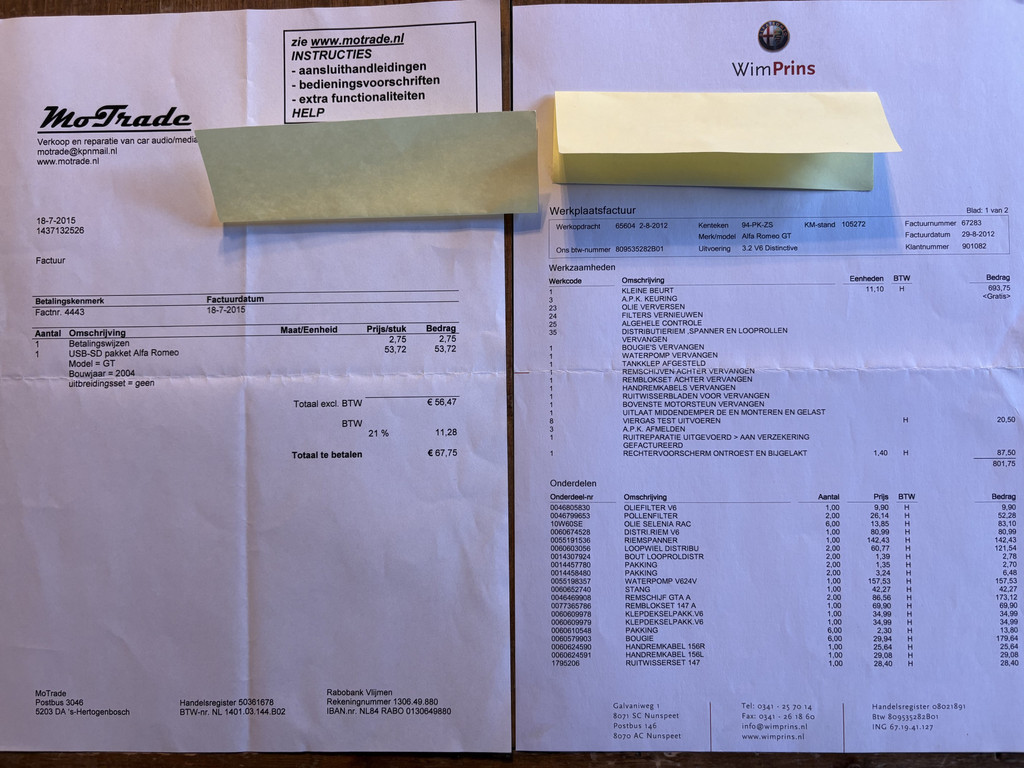 zie www.motrade.nl
INSTRUCTIES
- aansluithandleidingen
- bedieningsvoorschriften
- extra functionaliteiten
HELP
MoTrade
Verkoop en reparatie van car audio/media
motrade@kpnmail.nl
www.motrade.nl
18-7-2015
1437132526
Factuur
Betalingskenmerk Factuurdatum
Factnr. 4443 18-7-2015
Aantal Omschrijving Maat/Eenheid Prijs/stuk Bedrag
1 Betalingswijzen 2,75 2,75
1 USB-SD pakket Alfa Romeo 53,72 53,72
Model = GT
Bouwjaar = 2004
uitbreidingsset = geen
Totaal excl. BTW € 56,47
BTW
21 % 11,28
Totaal te betalen € 67,75
MoTrade
Postbus 3046
5203 DA 's-Hertogenbosch
Handelsregister 50361678
BTW-nr. NL 1401.03.144.B02
Rabobank Vlijmen
Rekeningnummer 1306.49.880
IBAN.nr. NL84 RABO 0130649880
WimPrins
Werkplaatsfactuur Blad: 1 van 2
Werkopdracht 65604 2-8-2012 Kenteken 94-PK-ZS KM-stand 105272 Factuurnummer 67283
Merk/model Alfa Romeo GT Factuurdatum 29-8-2012
Ons btw-nummer 809535282B01 Uitvoering 3.2 V6 Distinctive Klantnummer 901082
Werkzaamheden
Werkcode Omschrijving Eenheden BTW Bedrag
1 KLEINE BEURT 11,10 H 693,75
3 A.P.K. KEURING <Gratis>
23 OLIE VERVERSEN
24 FILTERS VERNIEUWEN
25 ALGEHELE CONTROLE
35 DISTRIBUTIERIEM ,SPANNER EN LOOPROLLEN
VERVANGEN
1 BOUGIE'S VERVANGEN
1 WATERPOMP VERVANGEN
1 TANKKLEP AFGESTELD
1 REMSCHIJVEN ACHTER VERVANGEN
1 REMBLOKSET ACHTER VERVANGEN
1 HANDREMKABELS VERVANGEN
1 RUITWISSERBLADEN VOOR VERVANGEN
1 BOVENSTE MOTORSTEUN VERVANGEN
1 UITLAAT MIDDENDEMPER DE EN MONTEREN EN GELAST
8 VIERGAS TEST UITVOEREN H 20,50
3 A.P.K. AFMELDEN
1 RUITREPARATIE UITGEVOERD > AAN VERZEKERING
GEFACTUREERD
1 RECHTERVOORSCHERM ONTROEST EN BIJGELAKT 1,40 H 87,50
801,75
Onderdelen
Onderdeel-nr Omschrijving Aantal Prijs BTW Bedrag
0046805830 OLIEFILTER V6 1,00 9,90 H 9,90
0046799653 POLLENFILTER 2,00 26,14 H 52,28
10W60SE OLIE SELENIA RAC 6,00 13,85 H 83,10
0060674528 DISTRI.RIEM V6 1,00 80,99 H 80,99
0055191536 RIEMSPANNER 1,00 142,43 H 142,43
0060603056 LOOPWIEL DISTRIBU 2,00 60,77 H 121,54
0014307924 BOUT LOOPROLDISTR 2,00 1,39 H 2,78
0014457780 PAKKING 2,00 1,35 H 2,70
0014458480 PAKKING 2,00 3,24 H 6,48
0055198357 WATERPOMP V624V 1,00 157,53 H 157,53
0060652740 STANG 1,00 42,27 H 42,27
0046469908 REMSCHIJF GTA A 2,00 86,56 H 173,12
0077365786 REMBLOKSET 147 A 1,00 69,90 H 69,90
0060609978 KLEPDEKSELPAKK.V6 1,00 34,99 H 34,99
0060609979 KLEPDEKSELPAKK.V6 1,00 34,99 H 34,99
0060610548 PAKKING 6,00 2,30 H 13,80
0060579903 BOUGIE 6,00 29,94 H 179,64
0060624590 HANDREMKABEL 156R 1,00 25,64 H 25,64
0060624591 HANDREMKABEL 156L 1,00 29,08 H 29,08
1795206 RUITWISSERSET 147 1,00 28,40 H 28,40
Galvaniweg 1
8071 SC Nunspeet
Postbus 146
8070 AC Nunspeet
Tel: 0341 - 25 70 14
Fax: 0341 - 26 18 60
info@wimprins.nl
www.wimprins.nl
Handelsregister 08021891
Btw 809535282B01
ING 67.19.41.127